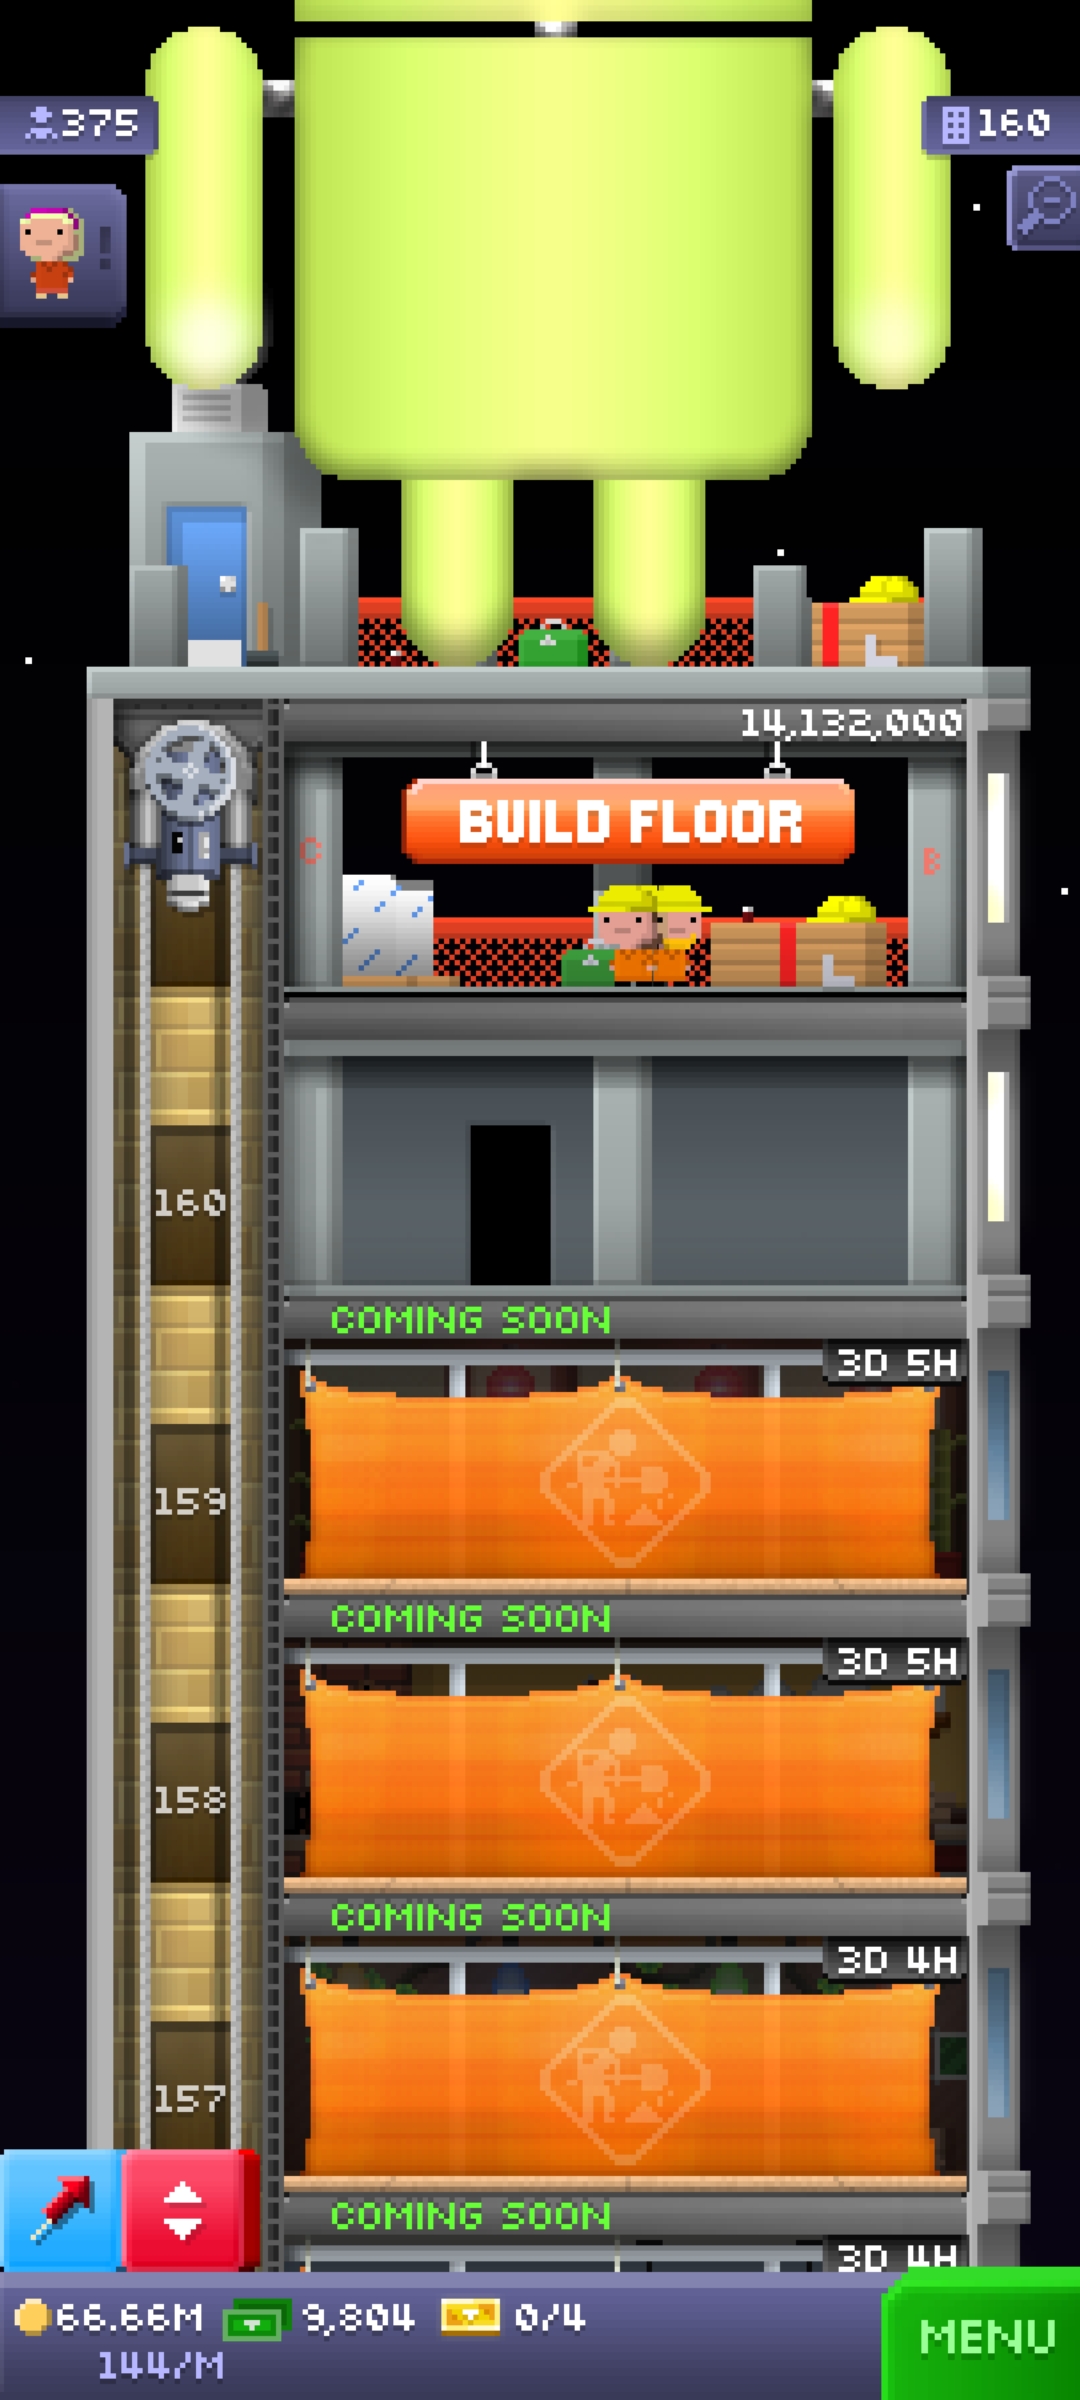 375
160
!
14,132,000
BUILD FLOOR
C
B
160
COMING SOON
3D 5H
159
COMING SOON
3D 5H
158
COMING SOON
3D 4H
157
COMING SOON
3D 4H
66.66M
9,804
0/4
144/M
MENU